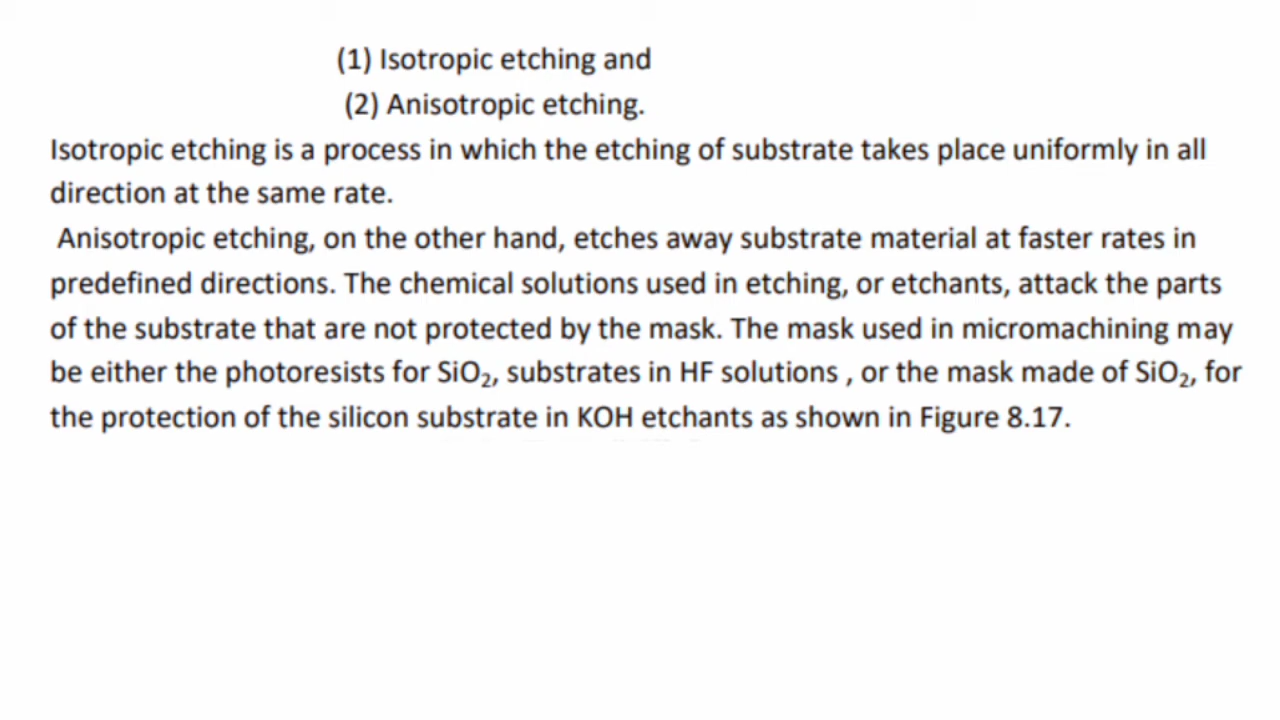 (1) Isotropic etching and
(2) Anisotropic etching.
Isotropic etching is a process in which the etching of substrate takes place uniformly in all
direction at the same rate.
Anisotropic etching, on the other hand, etches away substrate material at faster rates in
predefined directions. The chemical solutions used in etching, or etchants, attack the parts
of the substrate that are not protected by the mask. The mask used in micromachining may
be either the photoresists for SiO₂, substrates in HF solutions , or the mask made of SiO₂, for
the protection of the silicon substrate in KOH etchants as shown in Figure 8.17.